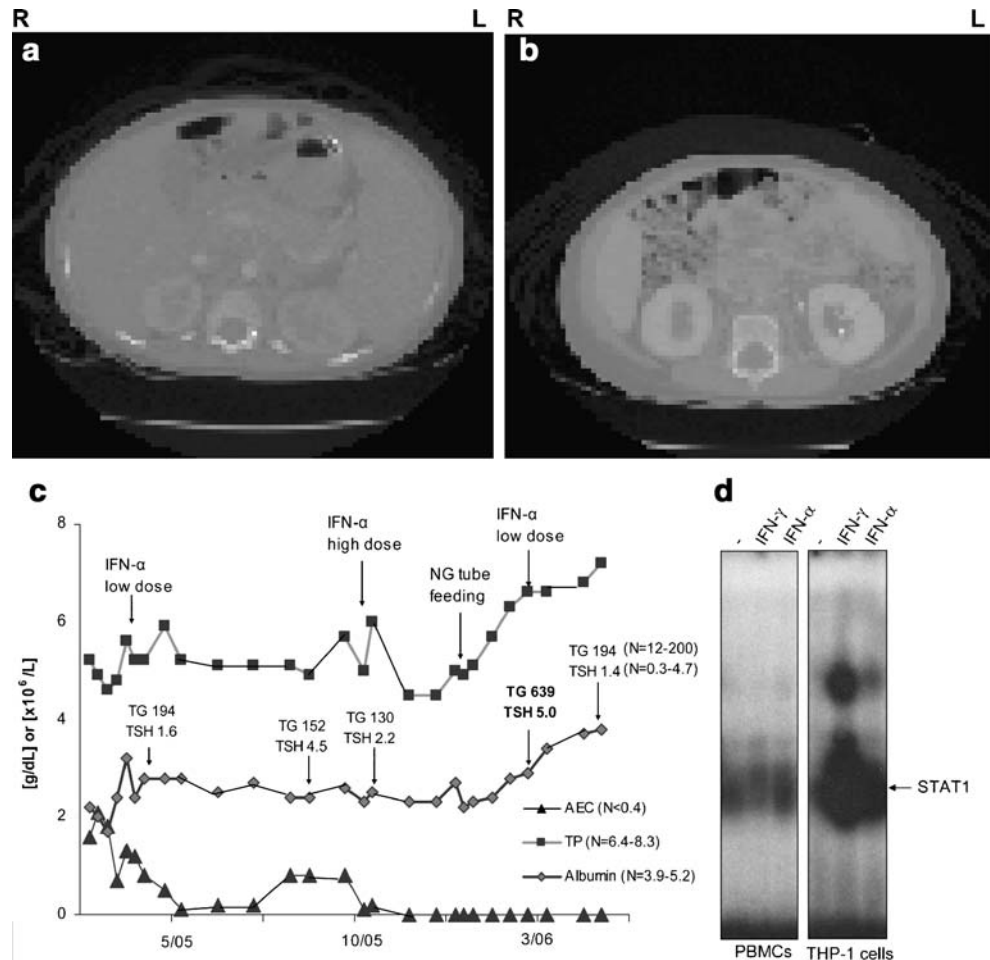 R L R L
a b
c d
8
6
4
2
0
[g/dL] or [x10⁶/L]
IFN-α
low dose
IFN-α
high dose
NG tube
feeding
IFN-α
low dose
TG 194
TSH 1.6
TG 152
TSH 4.5
TG 130
TSH 2.2
TG 639
TSH 5.0
TG 194 (N=12-200)
TSH 1.4 (N=0.3-4.7)
AEC (N<0.4)
TP (N=6.4-8.3)
Albumin (N=3.9-5.2)
5/05 10/05 3/06
- IFN-γ IFN-α - IFN-γ IFN-α
STAT1
PBMCs THP-1 cells